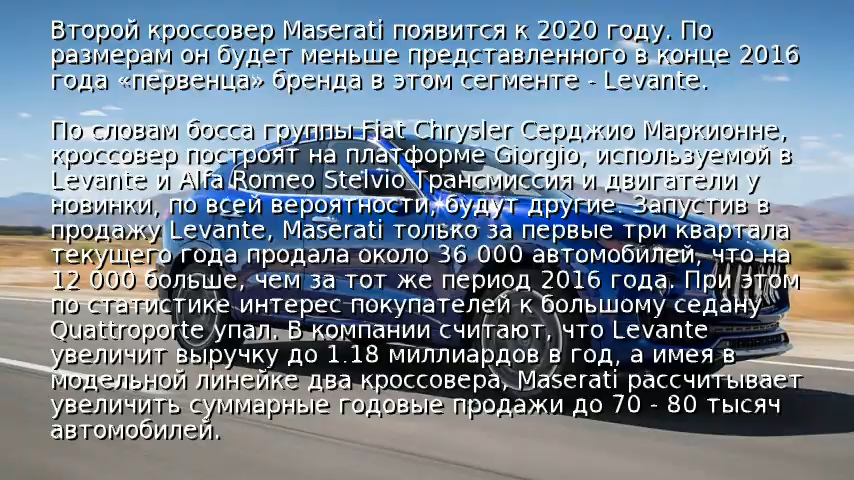 Второй кроссовер Maserati появится к 2020 году. По
размерам он будет меньше представленного в конце 2016
года «первенца» бренда в этом сегменте - Levante.
По словам босса группы Fiat Chrysler Серджио Маркионне,
кроссовер построят на платформе Giorgio, используемой в
Levante и Alfa Romeo Stelvio Трансмиссия и двигатели у
новинки, по всей вероятности, будут другие. Запустив в
продажу Levante, Maserati только за первые три квартала
текущего года продала около 36 000 автомобилей, что на
12 000 больше, чем за тот же период 2016 года. При этом
по статистике интерес покупателей к большому седану
Quattroporte упал. В компании считают, что Levante
увеличит выручку до 1.18 миллиардов в год, а имея в
модельной линейке два кроссовера, Maserati рассчитывает
увеличить суммарные годовые продажи до 70 - 80 тысяч
автомобилей.